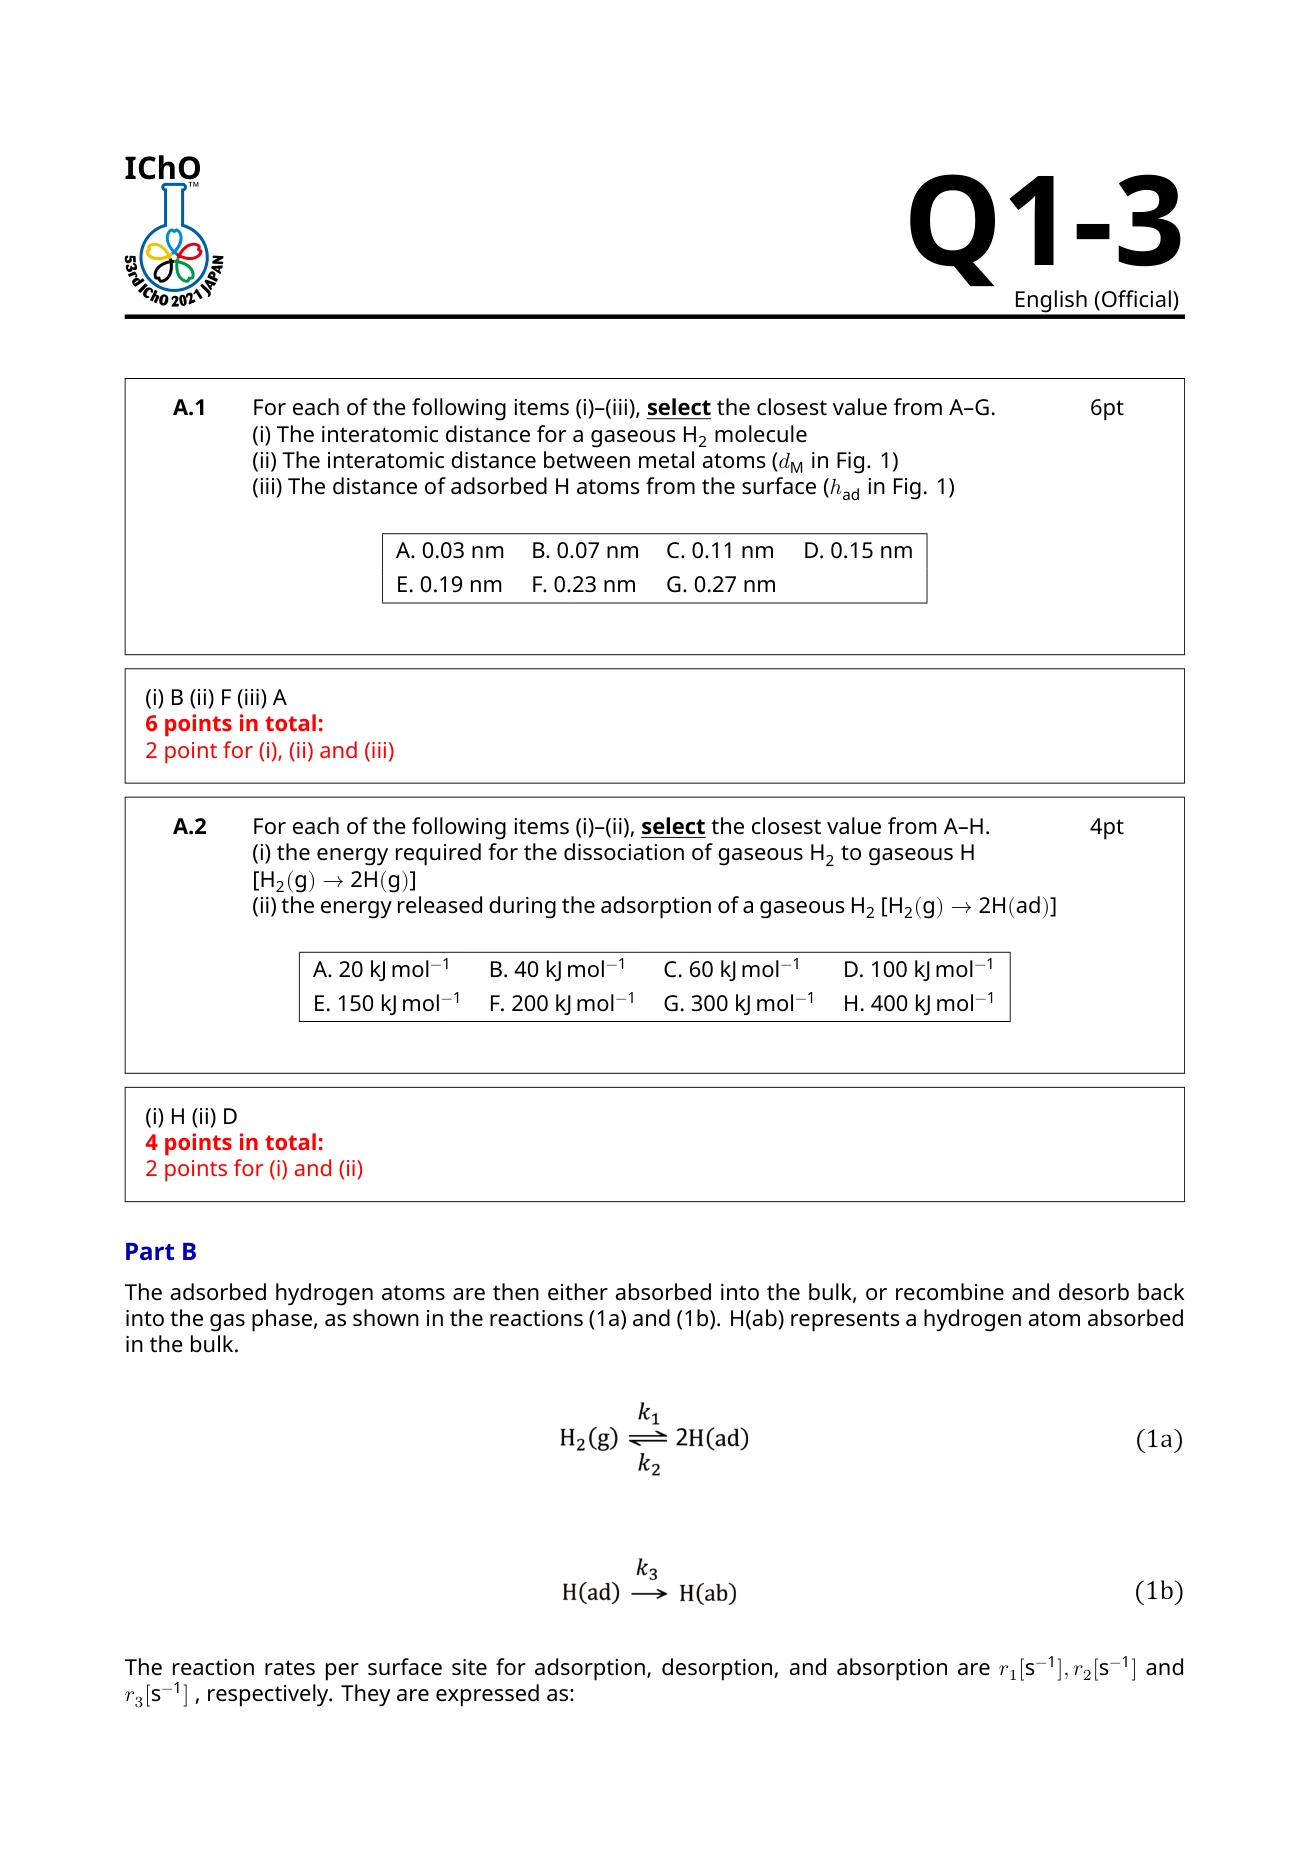 IChO
TM
53rd IChO 2021 JAPAN
Q1-3
English (Official)
A.1 For each of the following items (i)–(iii), select the closest value from A–G. 6pt
(i) The interatomic distance for a gaseous H₂ molecule
(ii) The interatomic distance between metal atoms (d_M in Fig. 1)
(iii) The distance of adsorbed H atoms from the surface (h_ad in Fig. 1)
A. 0.03 nm B. 0.07 nm C. 0.11 nm D. 0.15 nm
E. 0.19 nm F. 0.23 nm G. 0.27 nm
(i) B (ii) F (iii) A
6 points in total:
2 point for (i), (ii) and (iii)
A.2 For each of the following items (i)–(ii), select the closest value from A–H. 4pt
(i) the energy required for the dissociation of gaseous H₂ to gaseous H
[H₂(g) → 2H(g)]
(ii) the energy released during the adsorption of a gaseous H₂ [H₂(g) → 2H(ad)]
A. 20 kJ mol⁻¹ B. 40 kJ mol⁻¹ C. 60 kJ mol⁻¹ D. 100 kJ mol⁻¹
E. 150 kJ mol⁻¹ F. 200 kJ mol⁻¹ G. 300 kJ mol⁻¹ H. 400 kJ mol⁻¹
(i) H (ii) D
4 points in total:
2 points for (i) and (ii)
Part B
The adsorbed hydrogen atoms are then either absorbed into the bulk, or recombine and desorb back
into the gas phase, as shown in the reactions (1a) and (1b). H(ab) represents a hydrogen atom absorbed
in the bulk.
k₁
H₂(g) ⇌ 2H(ad) (1a)
k₂
k₃
H(ad) → H(ab) (1b)
The reaction rates per surface site for adsorption, desorption, and absorption are r₁[s⁻¹], r₂[s⁻¹] and
r₃[s⁻¹] , respectively. They are expressed as: